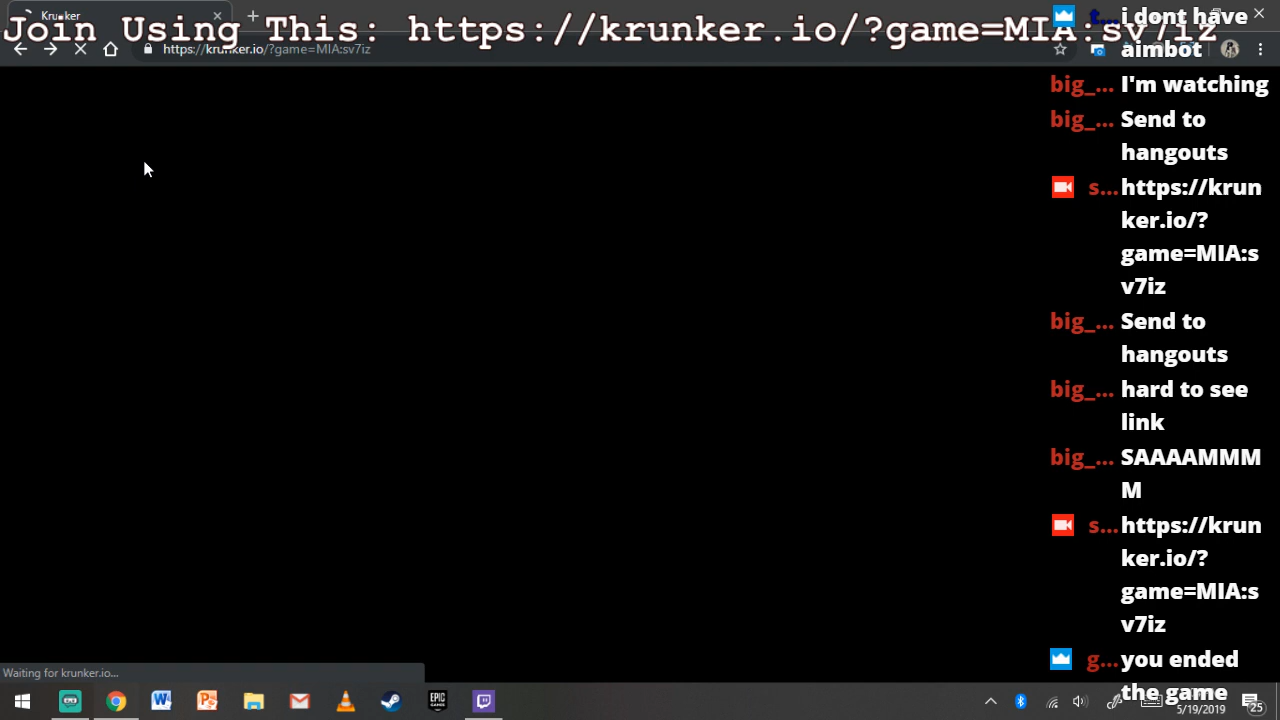 Krunker
Join Using This: https://krunker.io/?game=MIA:sv7iz
https://krunker.io/?game=MIA:sv7iz
t... i dont have
aimbot
big_... I'm watching
big_... Send to
hangouts
s... https://krun
ker.io/?
game=MIA:s
v7iz
big_... Send to
hangouts
big_... hard to see
link
big_... SAAAAMMM
M
s... https://krun
ker.io/?
game=MIA:s
v7iz
g... you ended
the game
Waiting for krunker.io...
EPIC
GAMES
5/19/2019
25